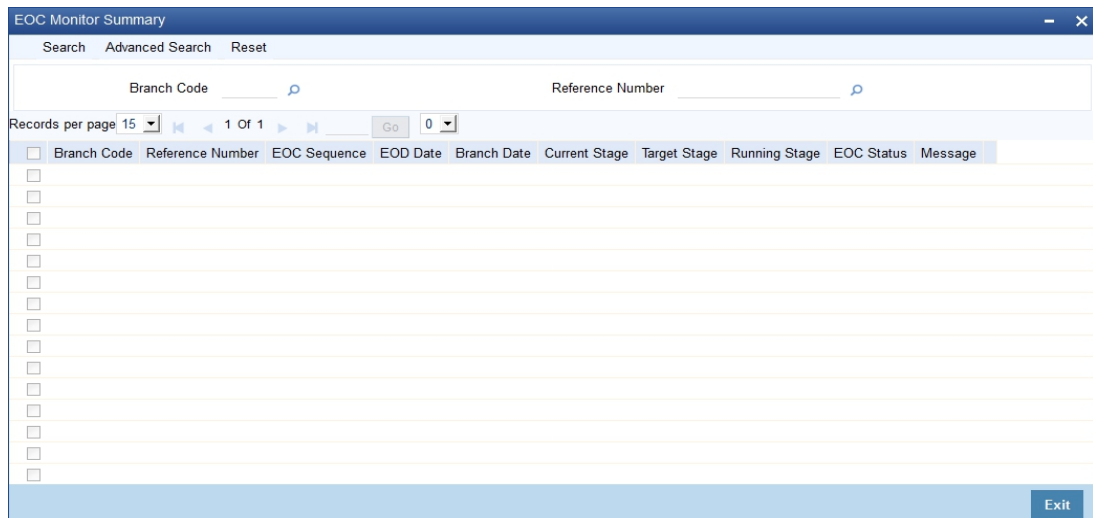 EOC Monitor Summary
Search Advanced Search Reset
Branch Code Reference Number
Records per page 15 1 Of 1 Go 0
Branch Code Reference Number EOC Sequence EOD Date Branch Date Current Stage Target Stage Running Stage EOC Status Message
Exit